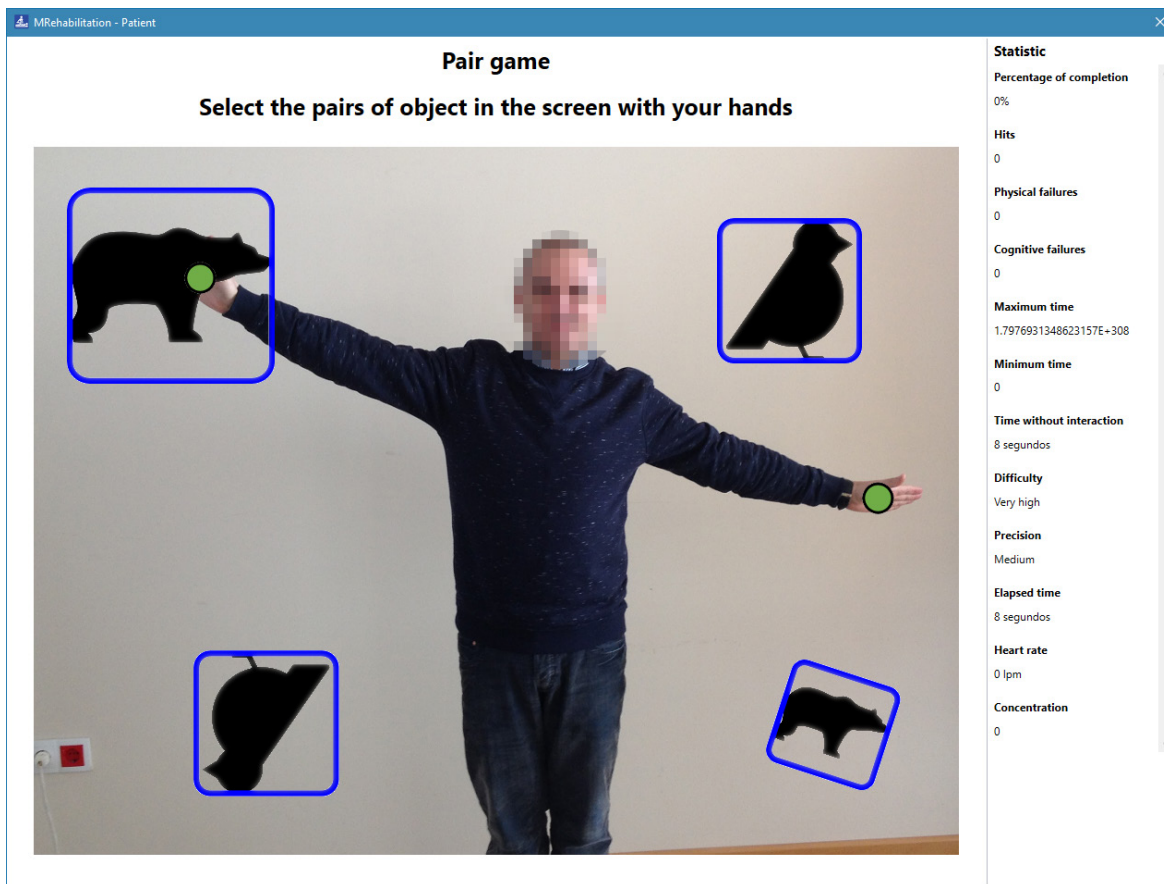 MRehabilitation - Patient
Pair game
Select the pairs of object in the screen with your hands
Statistic
Percentage of completion
0%
Hits
0
Physical failures
0
Cognitive failures
0
Maximum time
1.7976931348623157E+308
Minimum time
0
Time without interaction
8 segundos
Difficulty
Very high
Precision
Medium
Elapsed time
8 segundos
Heart rate
0 lpm
Concentration
0